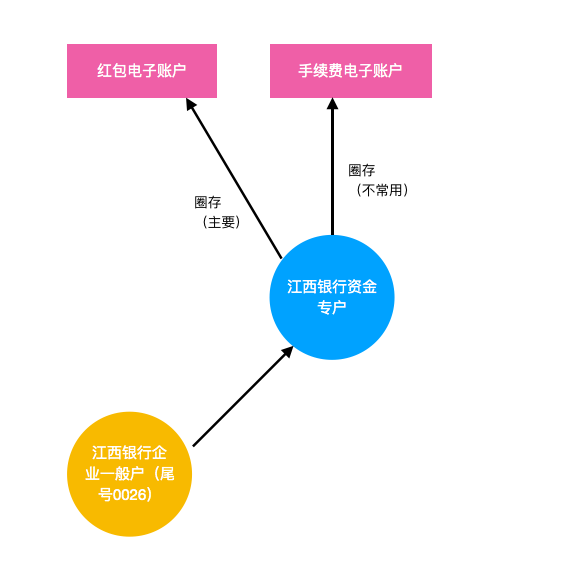 红包电子账户
手续费电子账户
圈存
（不常用）
圈存
（主要）
江西银行资金
专户
江西银行企
业一般户（尾
号0026）